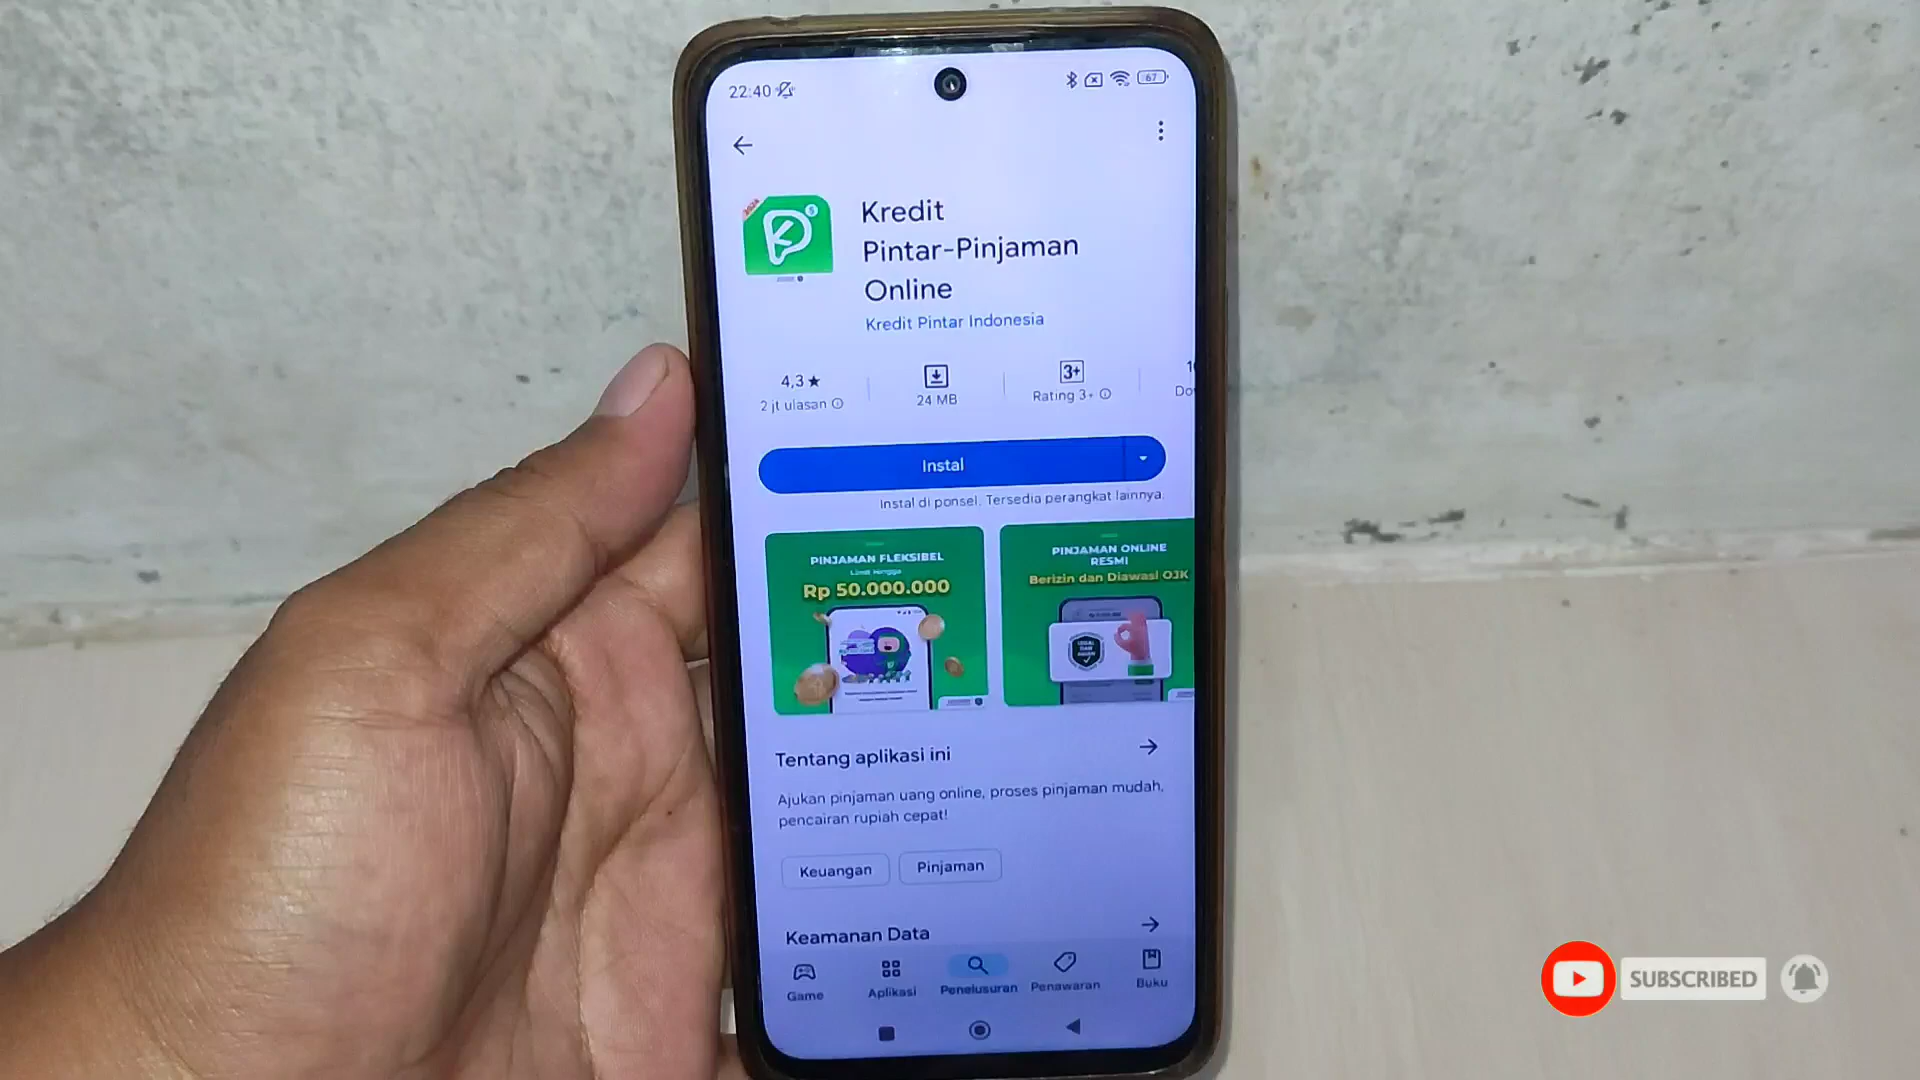 22:40
67
Kredit
Pintar-Pinjaman
Online
Kredit Pintar Indonesia
4,3★
2 jt ulasan
24 MB
3+
Rating 3+
Instal
Instal di ponsel. Tersedia perangkat lainnya.
PINJAMAN FLEKSIBEL
Limit Hingga
Rp 50.000.000
PINJAMAN ONLINE
RESMI
Berizin dan Diawasi OJK
Tentang aplikasi ini
Ajukan pinjaman uang online, proses pinjaman mudah,
pencairan rupiah cepat!
Keuangan
Pinjaman
Keamanan Data
Game
Aplikasi
Penelusuran
Penawaran
Buku
SUBSCRIBED